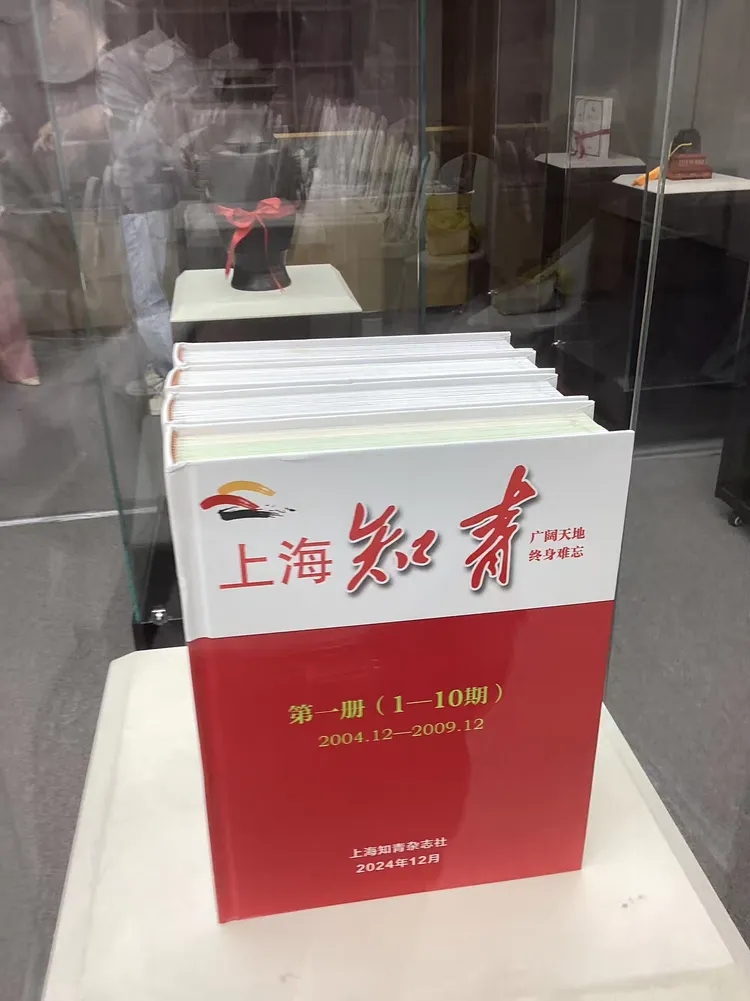 上海知青
广阔天地
终身难忘
第一册（1—10期）
2004.12—2009.12
上海知青杂志社
2024年12月